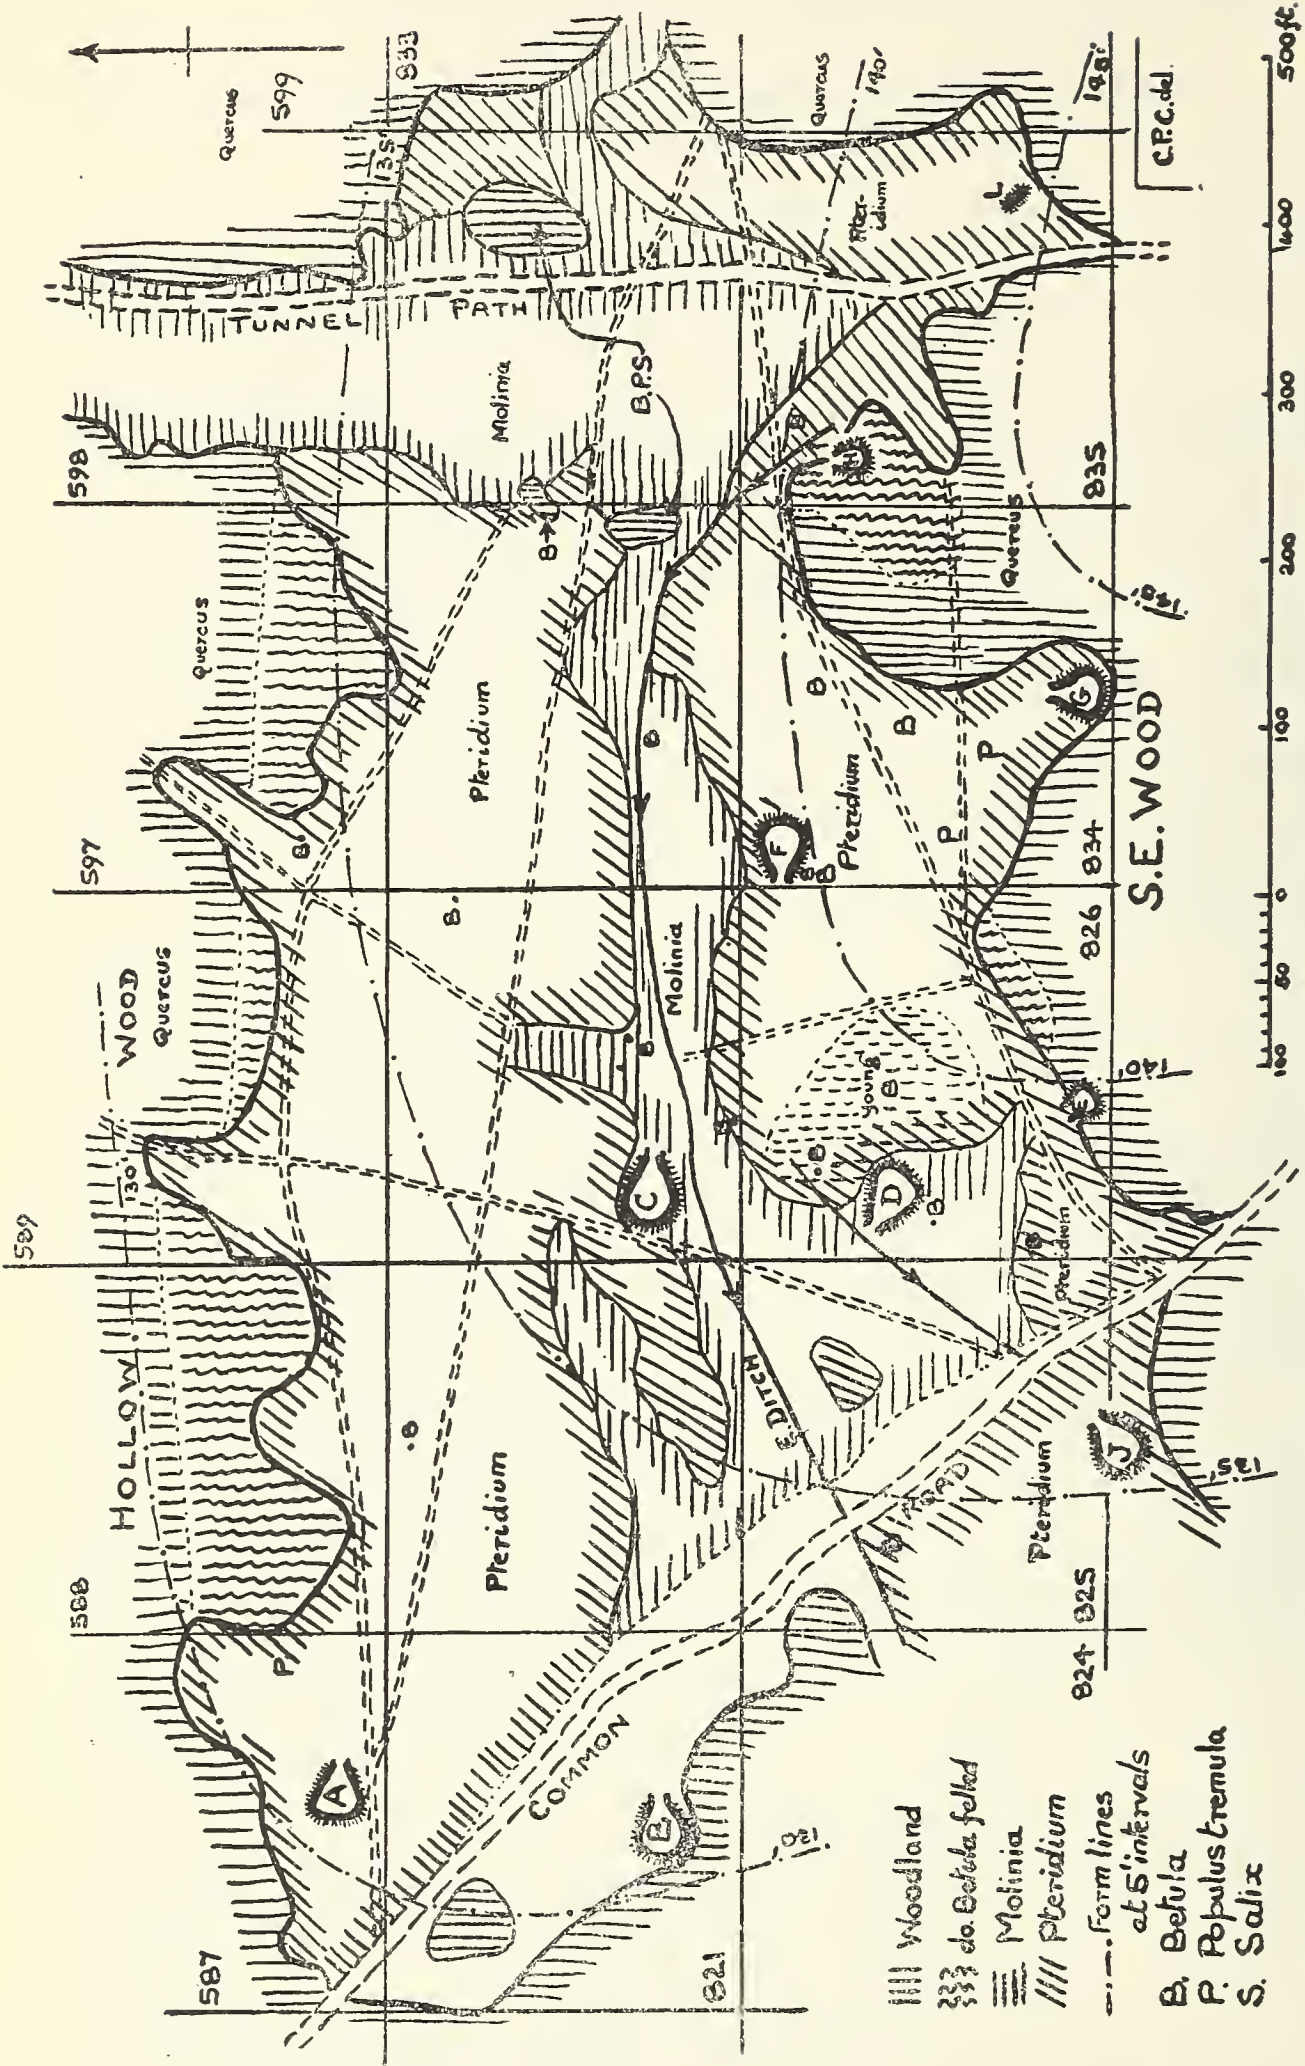 587
588
589
597
598
599
HOLLOW
WOOD
Quercus
Quercus
Quercus
130'
135'
833
TUNNEL
PATH
A
P.
B.
B.
B.
Pteridium
Pteridium
Molinia
B
B.P.S.
COMMON
ROAD
B
C
B
B
B
Molinia
E. DITCH
821
120'
D
B
B
young
B
F
B
Pteridium
B
B
B
H
Quercus
Pter-
idium
L
Quercus
140'
145'
Pteridium
Pteridium
B
J
E
P
P
G
125'
824
825
826
834
835
S.E. WOOD
C.P.C. del.
Woodland
do. Betula felled
Molinia
Pteridium
Form lines
at 5' intervals
B. Betula
P. Populus tremula
S. Salix
100
50
0
100
200
300
400
500 ft.